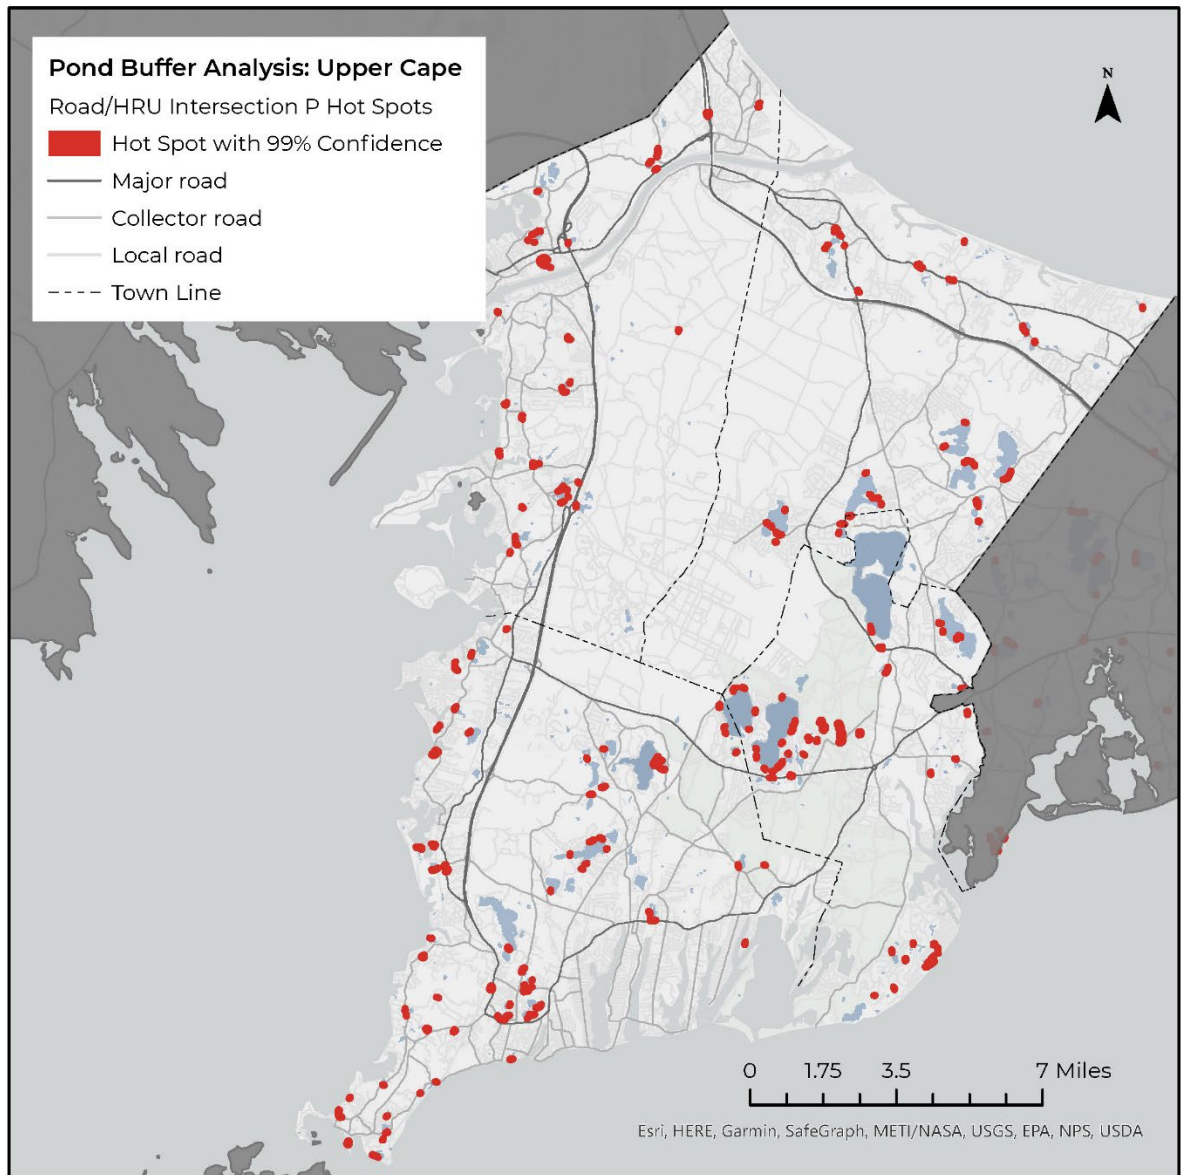 Pond Buffer Analysis: Upper Cape
Road/HRU Intersection P Hot Spots
Hot Spot with 99% Confidence
Major road
Collector road
Local road
Town Line
N
0 1.75 3.5 7 Miles
Esri, HERE, Garmin, SafeGraph, METI/NASA, USGS, EPA, NPS, USDA